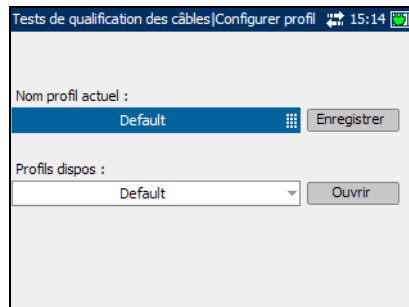 Tests de qualification des câbles|Configurer profil 15:14
Nom profil actuel :
Default Enregistrer
Profils dispos :
Default Ouvrir